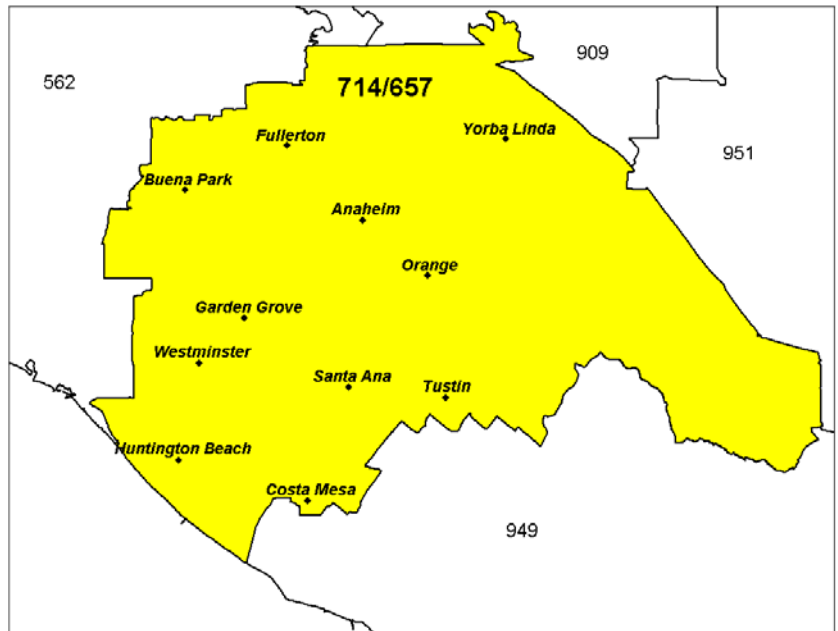 909
562
714/657
Fullerton
Yorba Linda
951
Buena Park
Anaheim
Orange
Garden Grove
Westminster
Santa Ana
Tustin
Huntington Beach
Costa Mesa
949